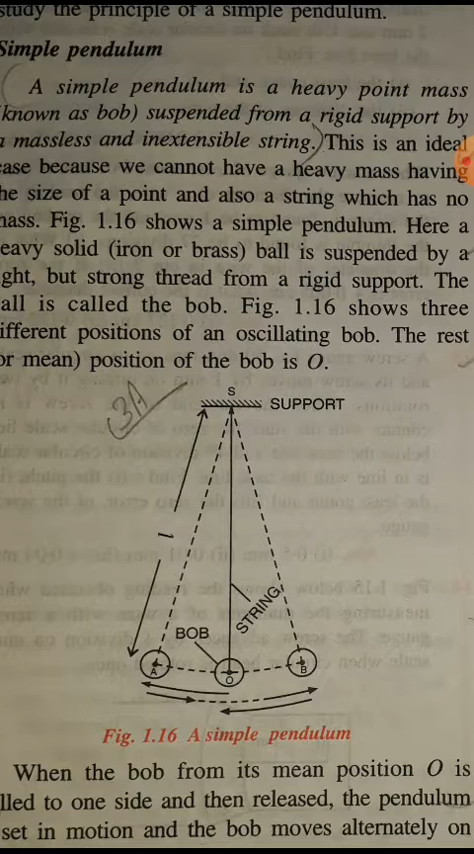 study the principle of a simple pendulum.
Simple pendulum
A simple pendulum is a heavy point mass
(known as bob) suspended from a rigid support by
a massless and inextensible string. This is an ideal
case because we cannot have a heavy mass having
he size of a point and also a string which has no
mass. Fig. 1.16 shows a simple pendulum. Here a
eavy solid (iron or brass) ball is suspended by a
ght, but strong thread from a rigid support. The
all is called the bob. Fig. 1.16 shows three
ifferent positions of an oscillating bob. The rest
or mean) position of the bob is O.
3A
S
SUPPORT
l
STRING
BOB
A
O
B
Fig. 1.16 A simple pendulum
When the bob from its mean position O is
lled to one side and then released, the pendulum
set in motion and the bob moves alternately on